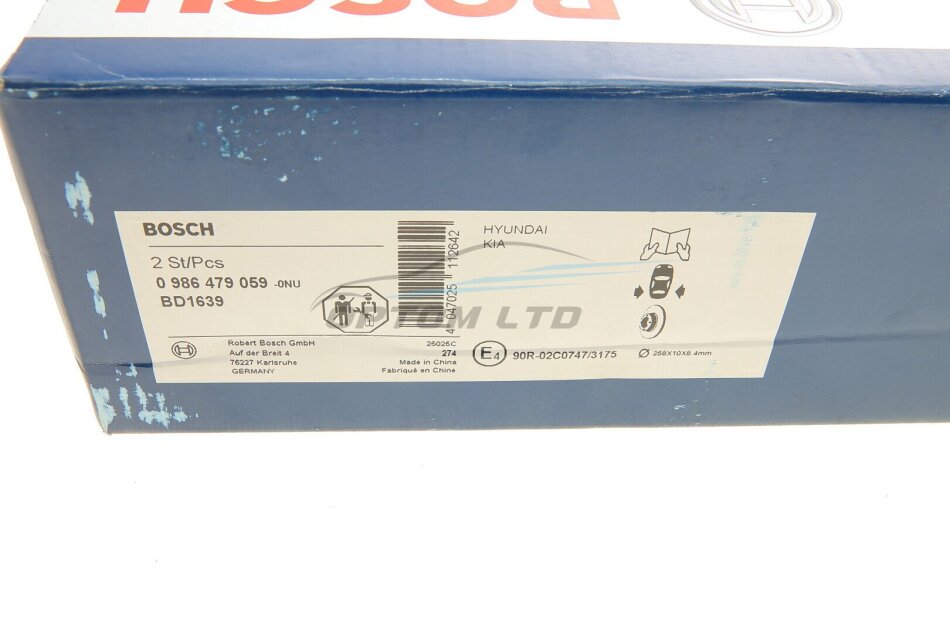 BOSCH
BOSCH
2 St/Pcs
0 986 479 059 -0NU
BD1639
Robert Bosch GmbH
Auf der Breit 4
76227 Karlsruhe
GERMANY
4 047025 112642
25025C
274
Made in China
Fabriqué en Chine
HYUNDAI
KIA
E4 90R-02C0747/3175
Ø 258X10X8.4mm
OPTOM LTD